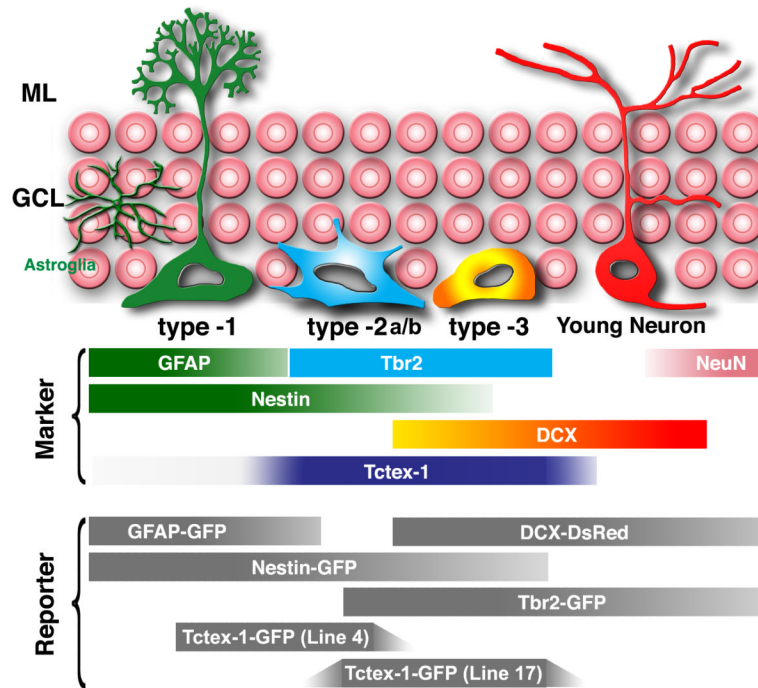 ML
GCL
Astroglia
type -1
type -2 a/b
type -3
Young Neuron
Marker
GFAP
Tbr2
NeuN
Nestin
DCX
Tctex-1
Reporter
GFAP-GFP
DCX-DsRed
Nestin-GFP
Tbr2-GFP
Tctex-1-GFP (Line 4)
Tctex-1-GFP (Line 17)